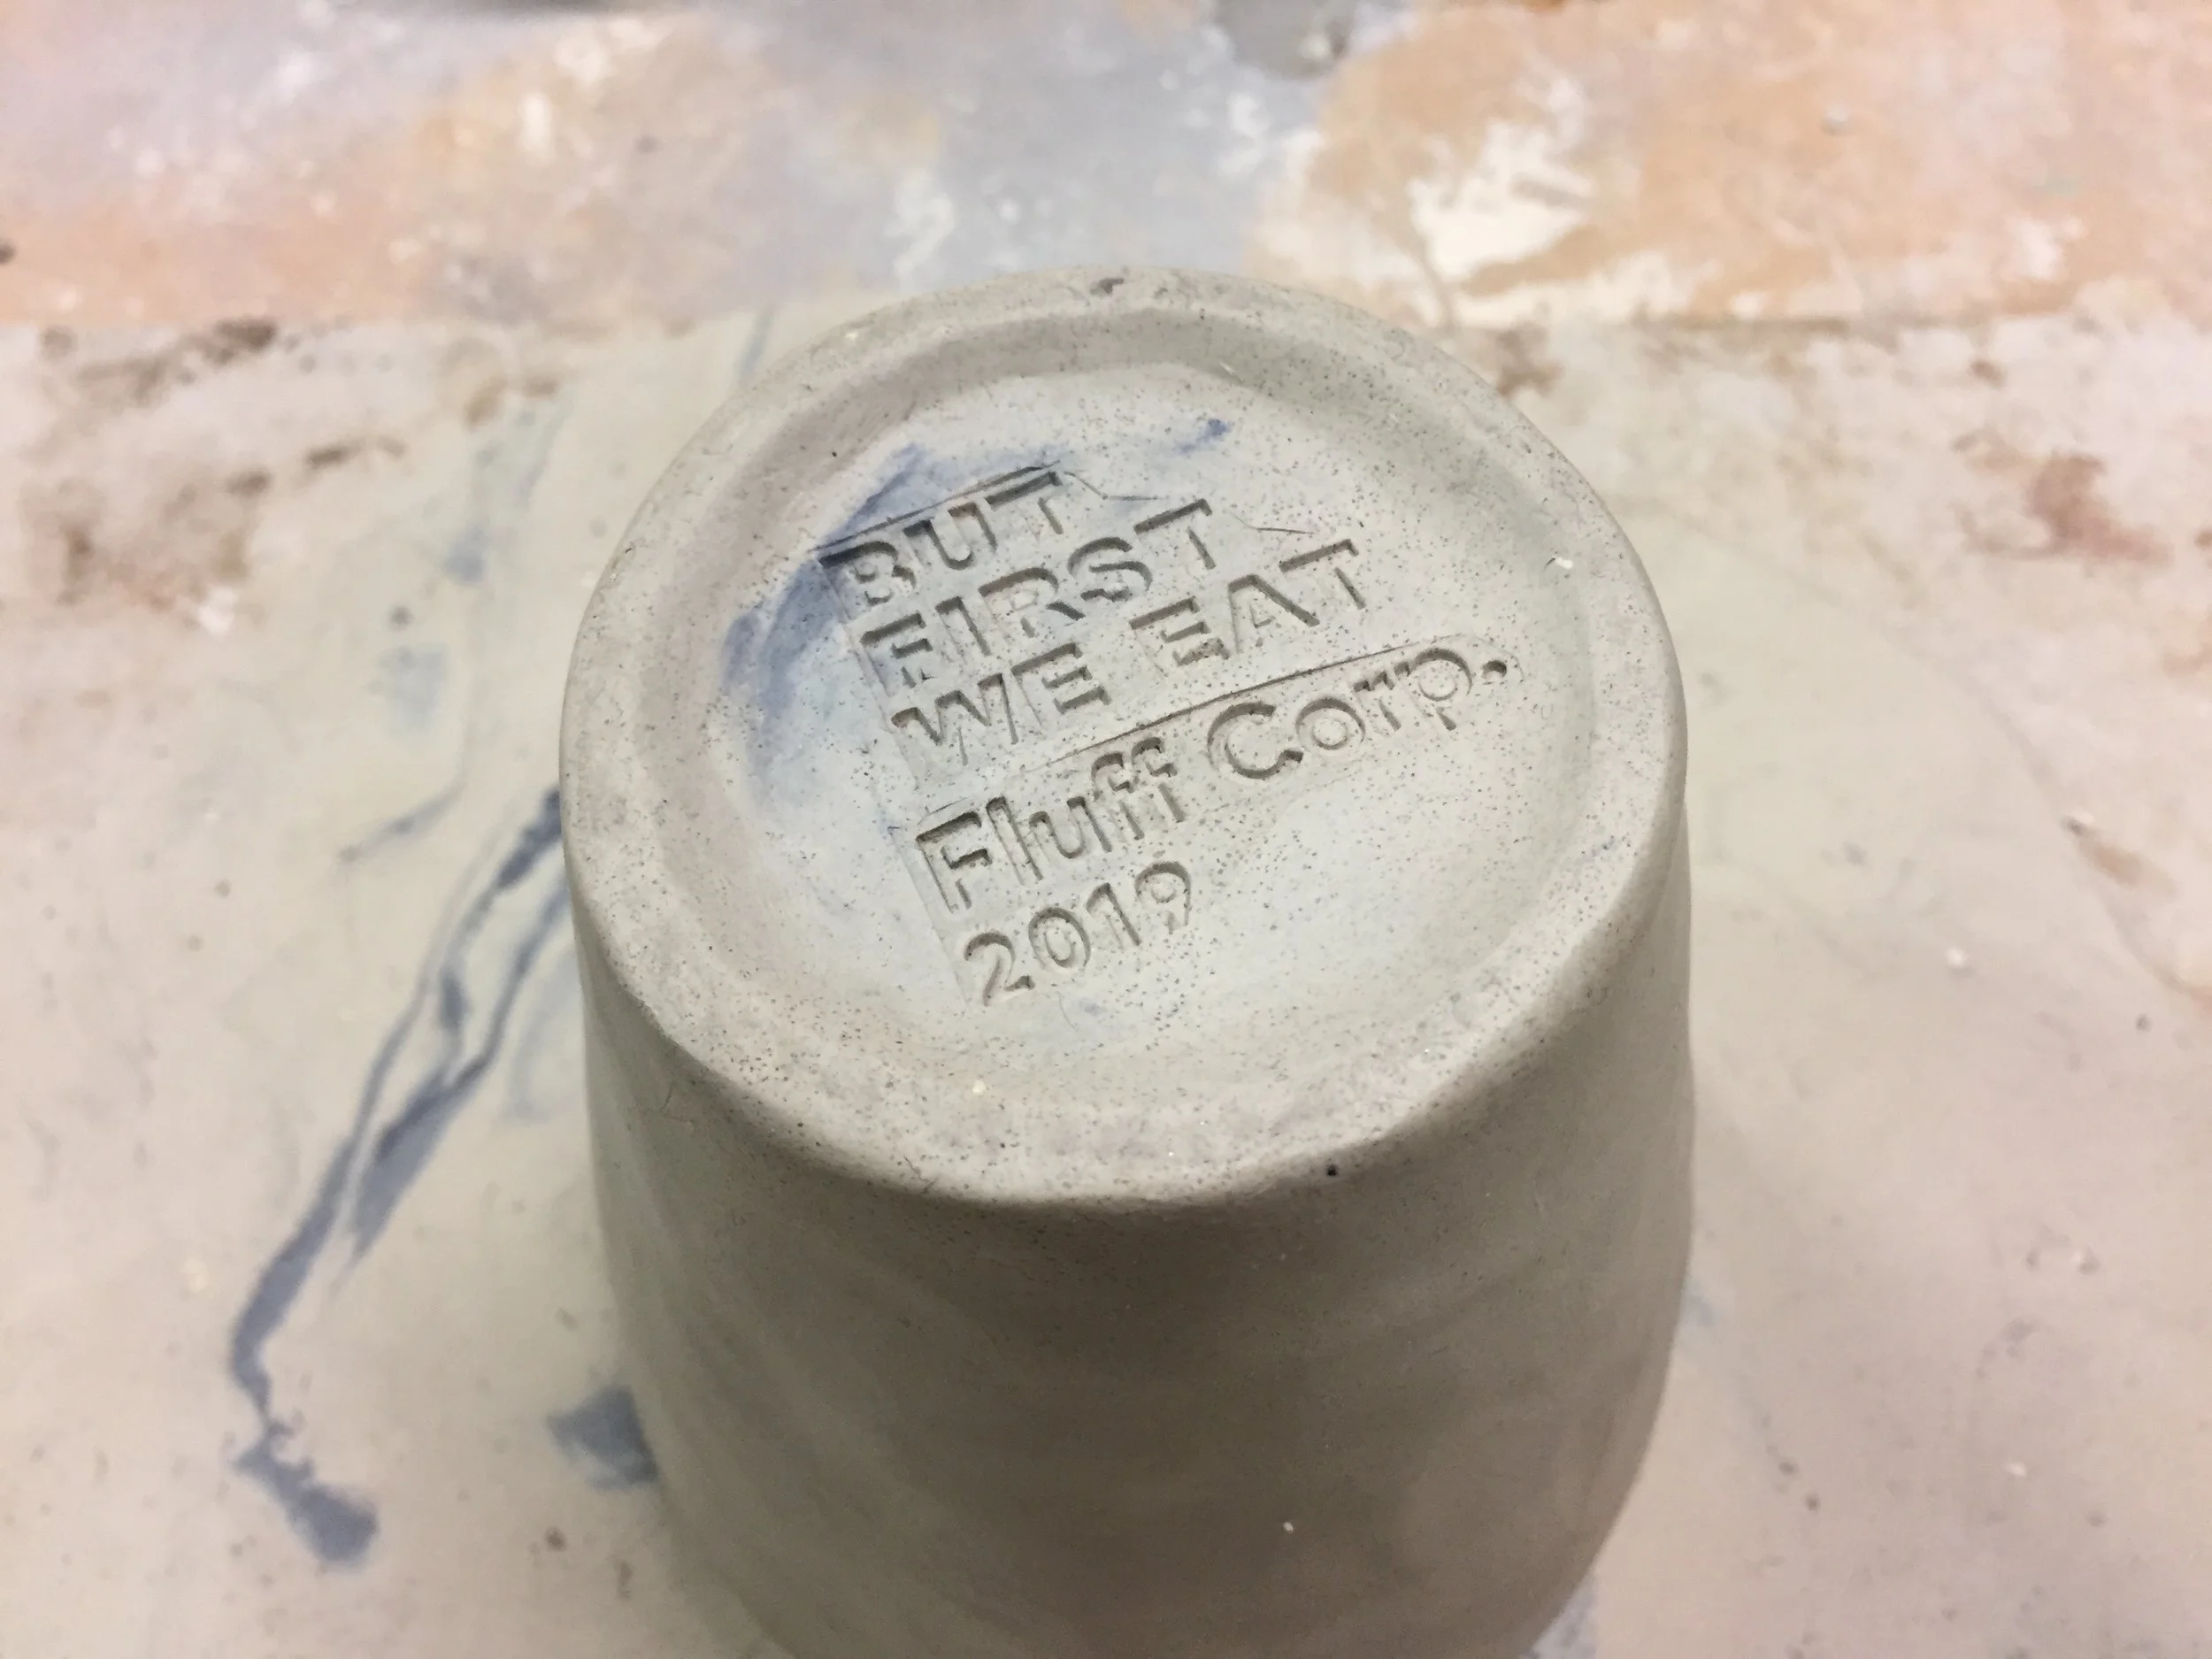 BUT
FIRST
WE EAT
Fluff Corp.
2019